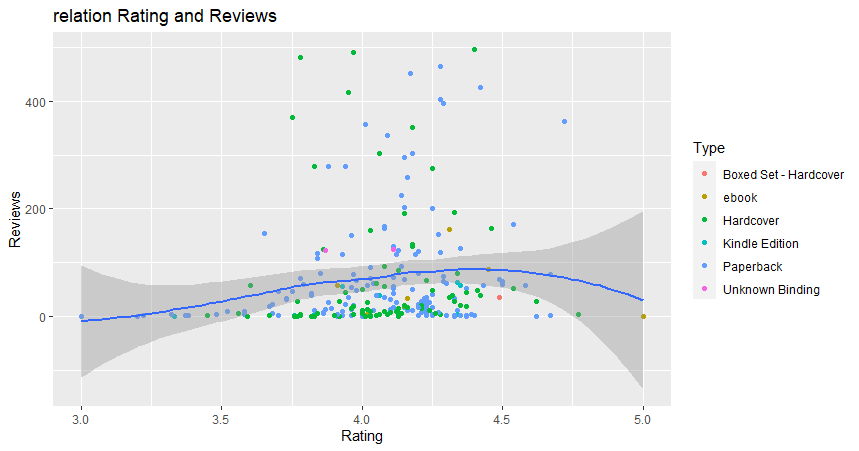 relation Rating and Reviews
Reviews
400
200
0
3.0 3.5 4.0 4.5 5.0
Rating
Type
Boxed Set - Hardcover
ebook
Hardcover
Kindle Edition
Paperback
Unknown Binding